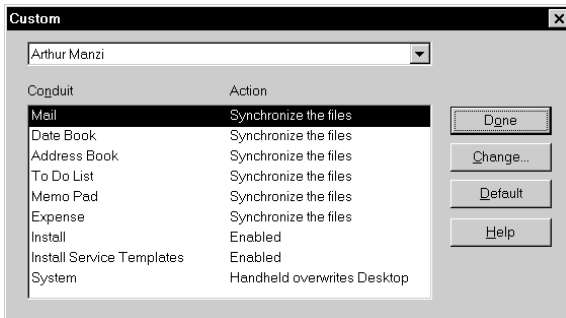 Custom
Arthur Manzi
Conduit Action
Mail Synchronize the files
Date Book Synchronize the files
Address Book Synchronize the files
To Do List Synchronize the files
Memo Pad Synchronize the files
Expense Synchronize the files
Install Enabled
Install Service Templates Enabled
System Handheld overwrites Desktop
Done
Change...
Default
Help